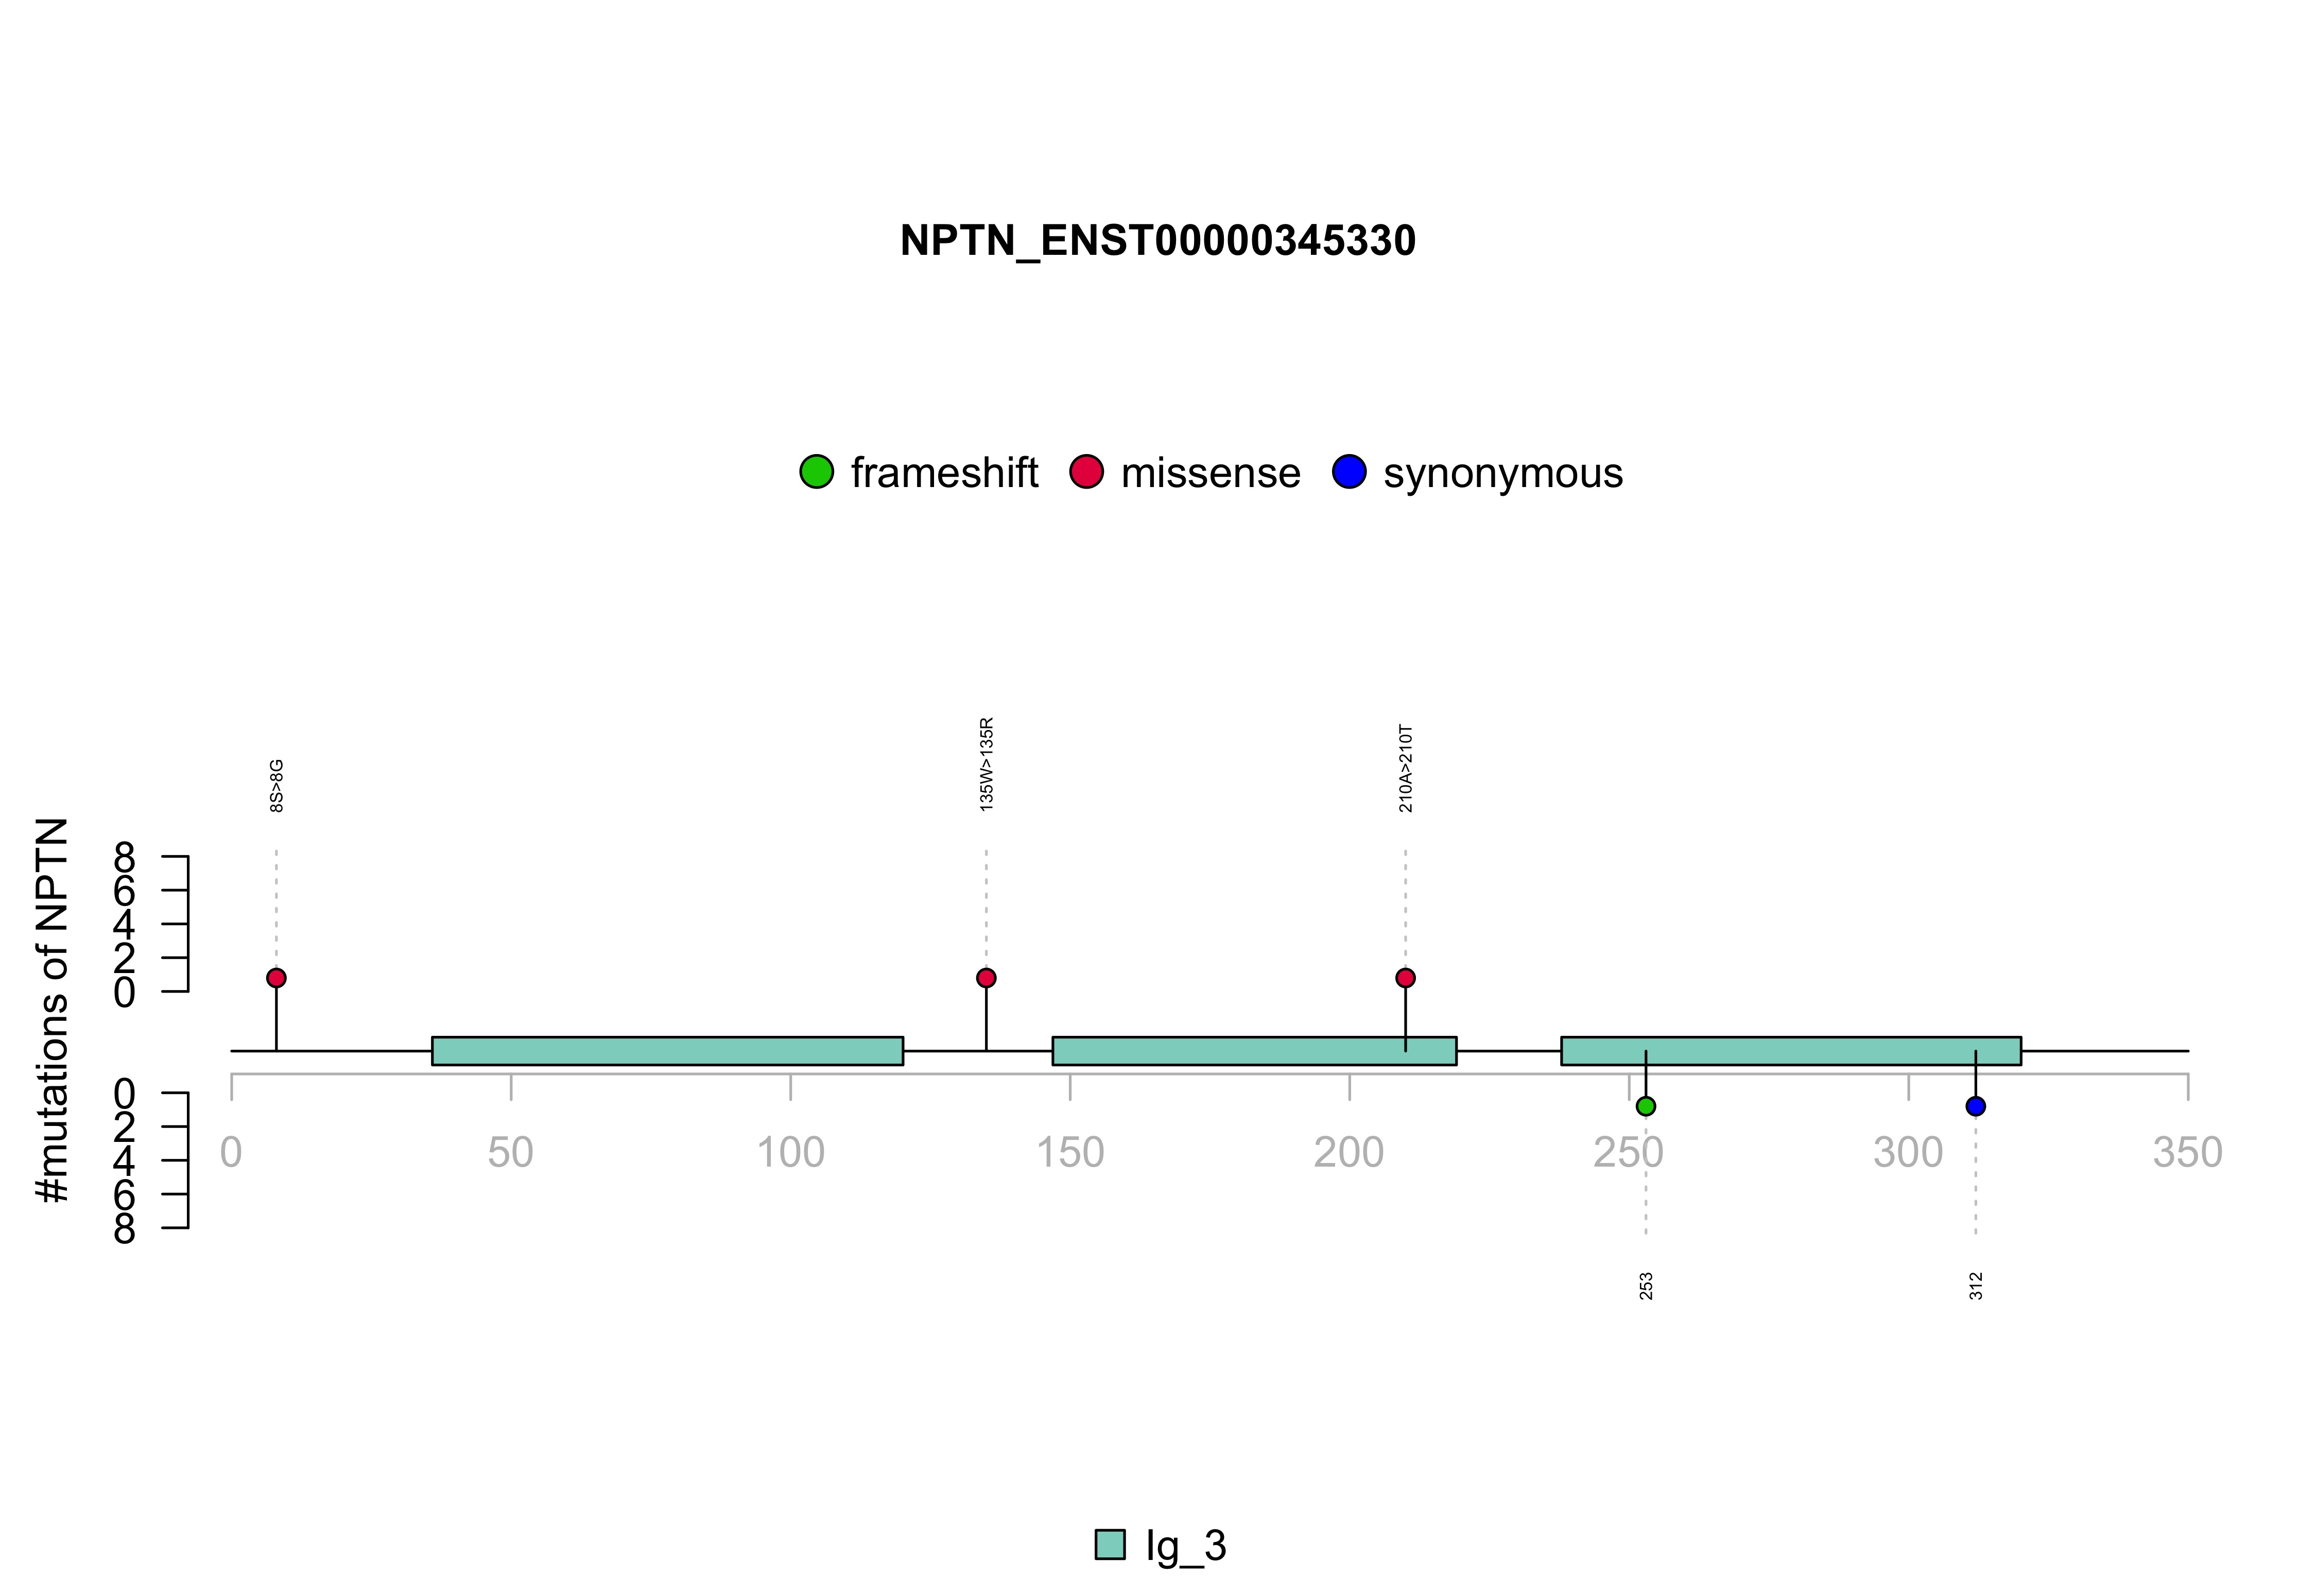 NPTN_ENST00000345330
frameshift missense synonymous
8S>8G
135W>135R
210A>210T
#mutations of NPTN
8
6
4
2
0
0
2
4
6
8
0 50 100 150 200 250 300 350
253
312
Ig_3